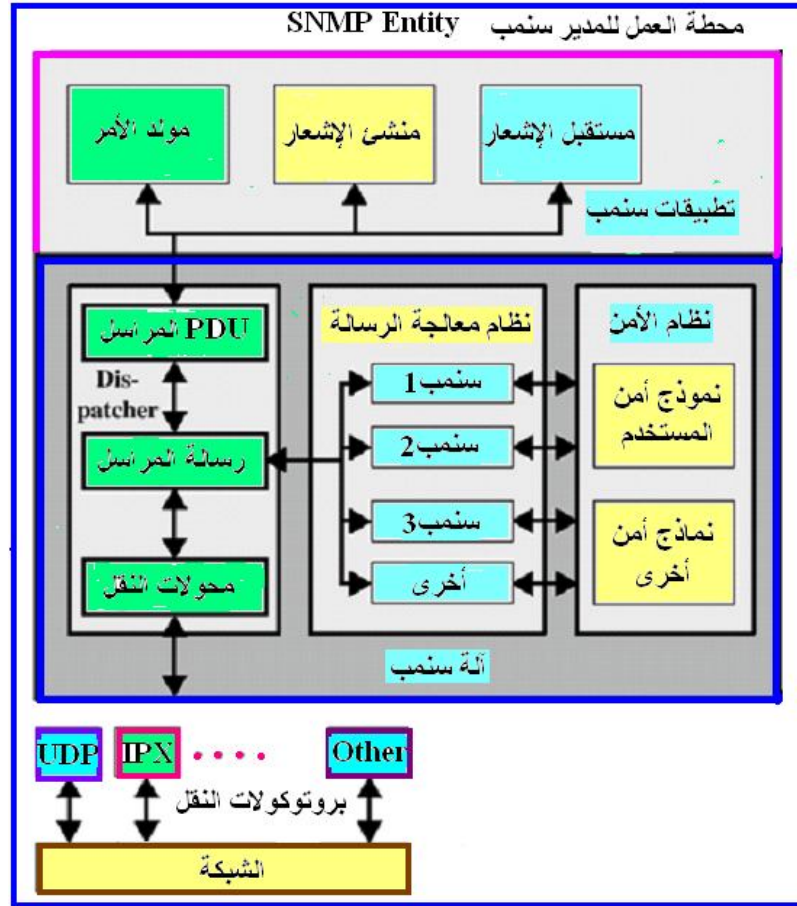 محطة العمل للمدير سنمب SNMP Entity
مولد الأمر
منشئ الإشعار
مستقبل الإشعار
تطبيقات سنمب
المراسل PDU
Dis-
patcher
رسالة المراسل
محولات النقل
نظام معالجة الرسالة
سنمب1
سنمب2
سنمب3
أخرى
نظام الأمن
نموذج أمن
المستخدم
نماذج أمن
أخرى
آلة سنمب
UDP
IPX
Other
بروتوكولات النقل
الشبكة